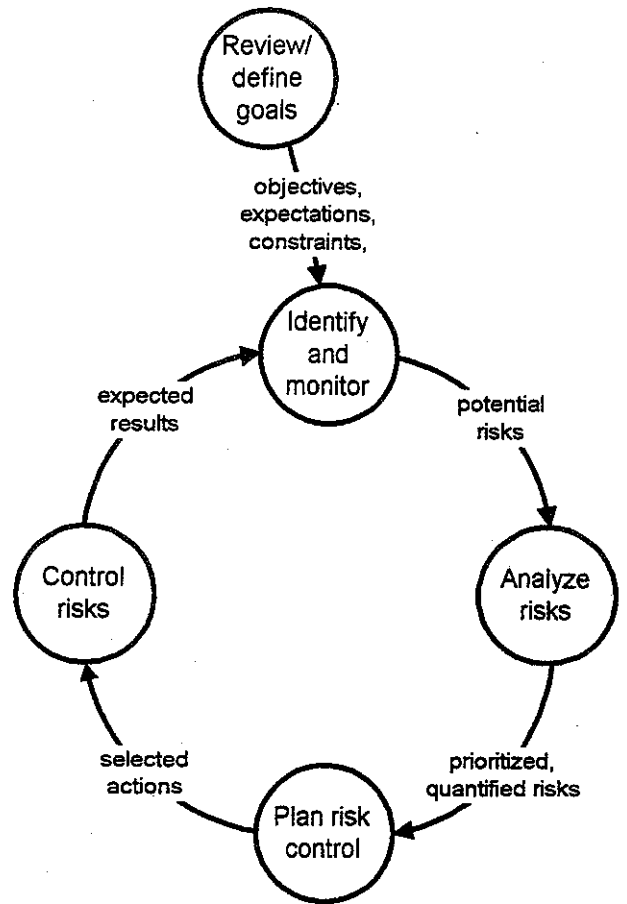 Review/
define
goals
objectives,
expectations,
constraints,
Identify
and
monitor
expected
results
potential
risks
Control
risks
Analyze
risks
selected
actions
prioritized,
quantified risks
Plan risk
control